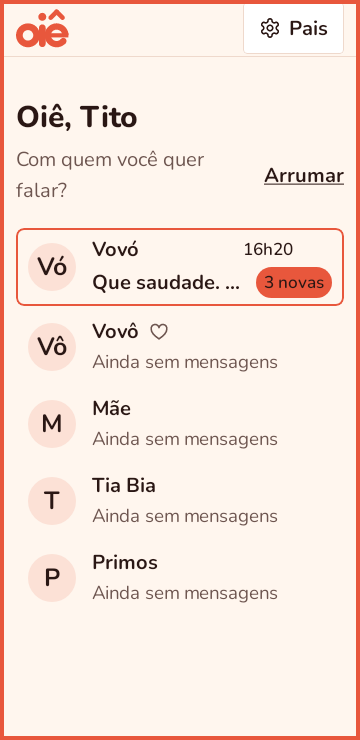 oiê
Pais
Oiê, Tito
Com quem você quer
falar?
Arrumar
Vó
Vovó
16h20
Que saudade. ...
3 novas
Vô
Vovô
Ainda sem mensagens
M
Mãe
Ainda sem mensagens
T
Tia Bia
Ainda sem mensagens
P
Primos
Ainda sem mensagens